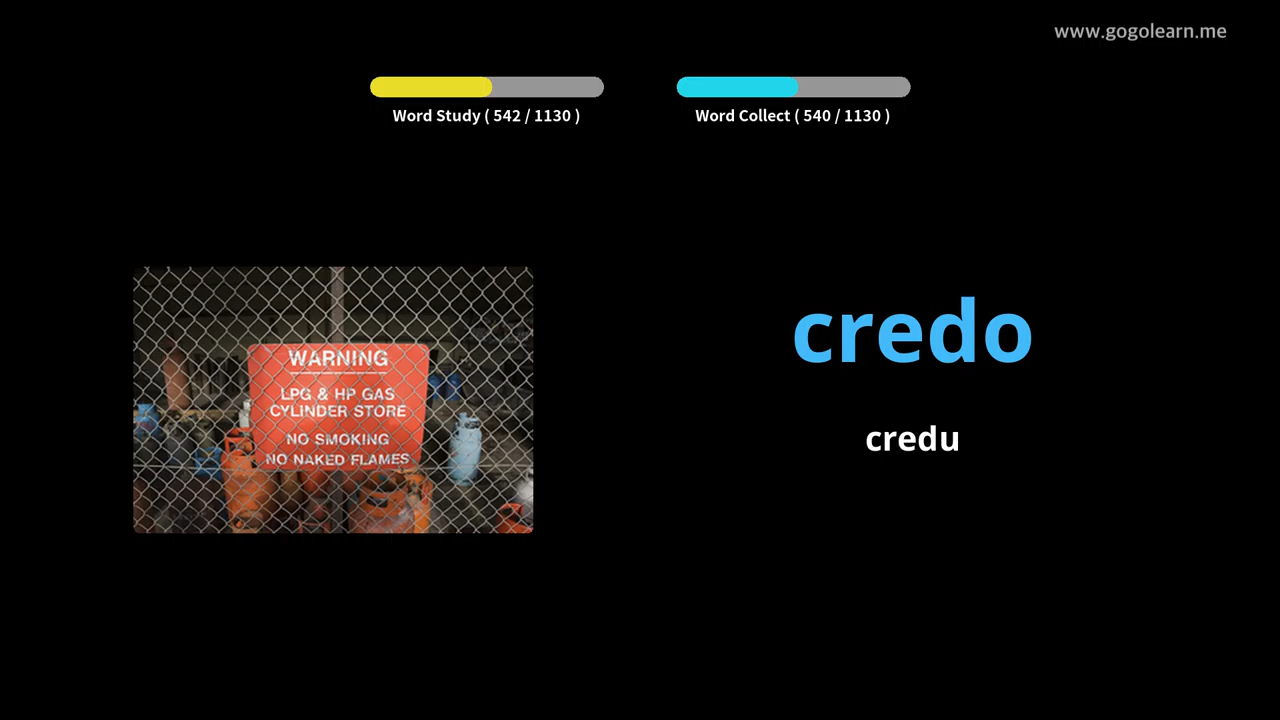 www.gogolearn.me
Word Study ( 542 / 1130 )
Word Collect ( 540 / 1130 )
WARNING
LPG & HP GAS
CYLINDER STORE
NO SMOKING
NO NAKED FLAMES
credo
credu